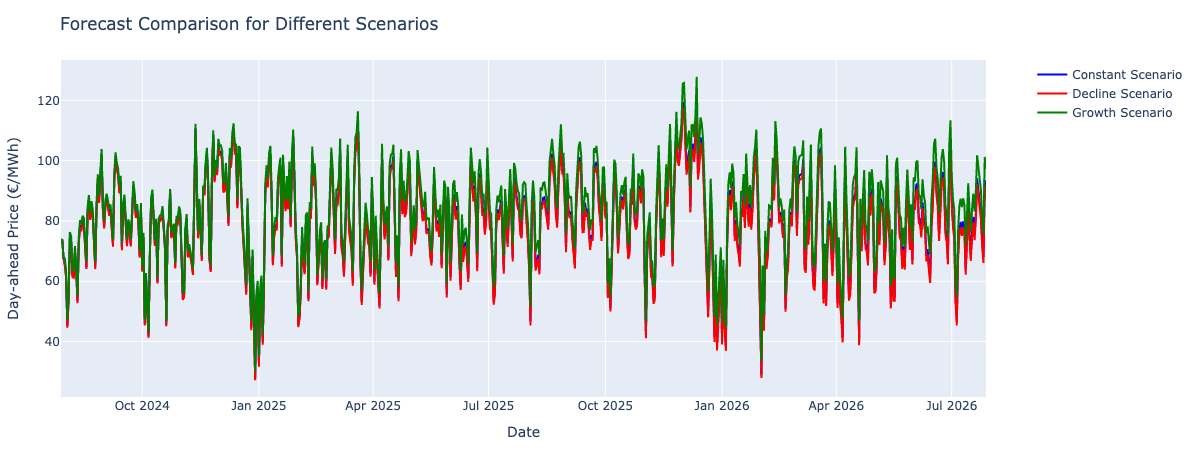 Forecast Comparison for Different Scenarios
Constant Scenario
Decline Scenario
Growth Scenario
Day-ahead Price (€/MWh)
120
100
80
60
40
Oct 2024
Jan 2025
Apr 2025
Jul 2025
Oct 2025
Jan 2026
Apr 2026
Jul 2026
Date